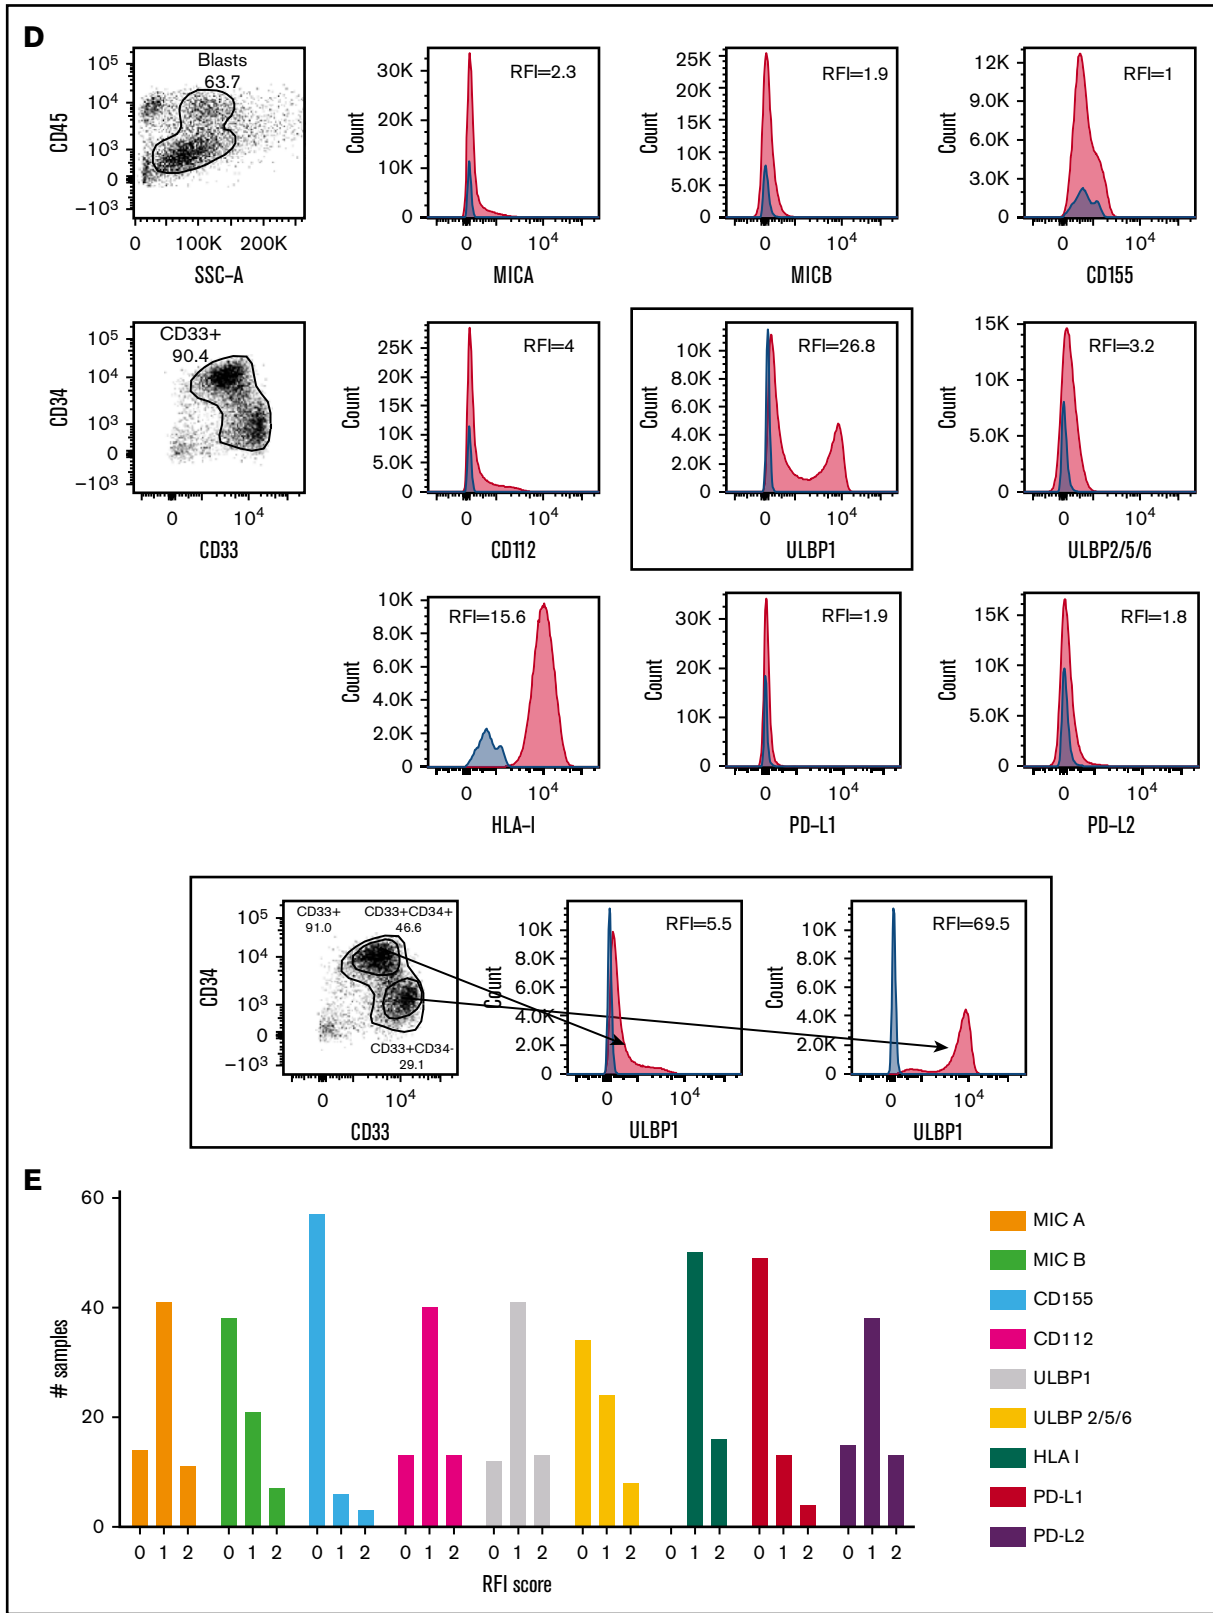 D
Blasts
63.7
10⁵
10⁴
10³
0
−10³
CD45
0 100K 200K
SSC–A
RFI=2.3
30K
20K
10K
0
Count
0 10⁴
MICA
RFI=1.9
25K
20K
15K
10K
5.0K
0
Count
0 10⁴
MICB
RFI=1
12K
9.0K
6.0K
3.0K
0
Count
0 10⁴
CD155
CD33+
90.4
10⁵
10⁴
10³
0
−10³
CD34
0 10⁴
CD33
RFI=4
25K
20K
15K
10K
5.0K
0
Count
0 10⁴
CD112
RFI=26.8
10K
8.0K
6.0K
4.0K
2.0K
0
Count
0 10⁴
ULBP1
RFI=3.2
15K
10K
5.0K
0
Count
0 10⁴
ULBP2/5/6
RFI=15.6
10K
8.0K
6.0K
4.0K
2.0K
0
Count
0 10⁴
HLA–I
RFI=1.9
30K
20K
10K
0
Count
0 10⁴
PD–L1
RFI=1.8
15K
10K
5.0K
0
Count
0 10⁴
PD–L2
CD33+ CD33+CD34+
91.0 46.6
10⁵
10⁴
10³
0
−10³
CD34
CD33+CD34-
29.1
0 10⁴
CD33
RFI=5.5
10K
8.0K
6.0K
4.0K
2.0K
0
Count
0 10⁴
ULBP1
RFI=69.5
10K
8.0K
6.0K
4.0K
2.0K
0
Count
0 10⁴
ULBP1
E
60
40
20
0
# samples
0 1 2 0 1 2 0 1 2 0 1 2 0 1 2 0 1 2 0 1 2 0 1 2 0 1 2
RFI score
MIC A
MIC B
CD155
CD112
ULBP1
ULBP 2/5/6
HLA I
PD-L1
PD-L2